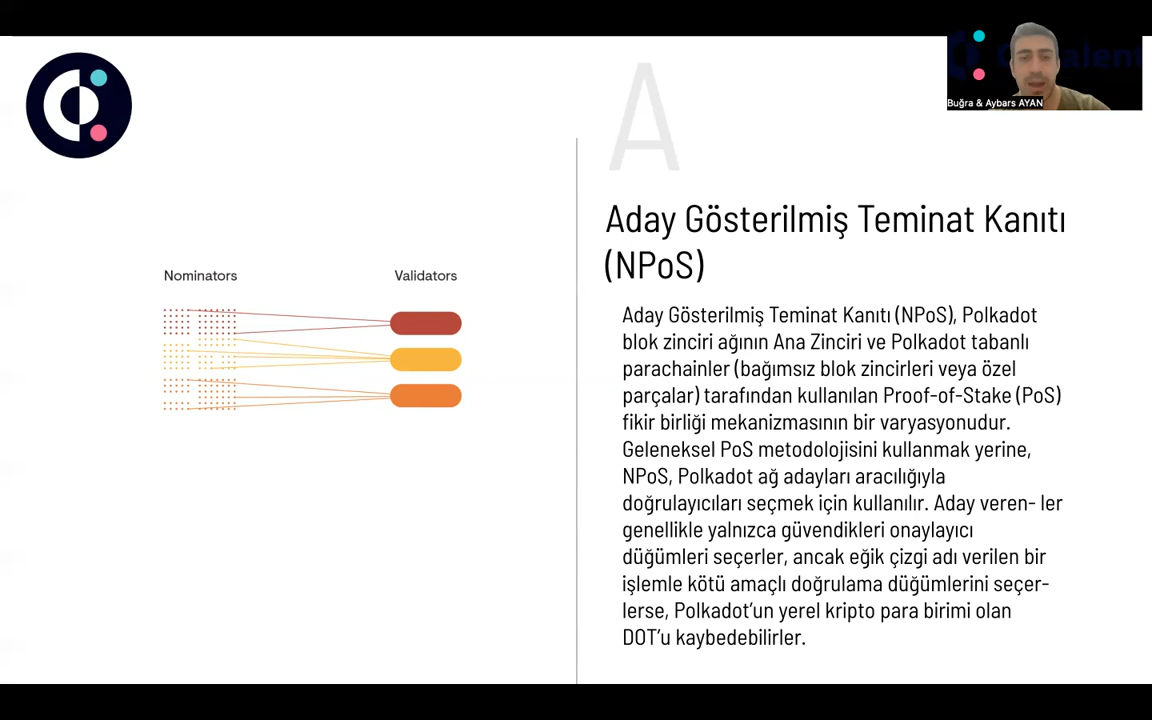 Buğra & Aybars AYAN
A
Aday Gösterilmiş Teminat Kanıtı
(NPoS)
Nominators
Validators
Aday Gösterilmiş Teminat Kanıtı (NPoS), Polkadot
blok zinciri ağının Ana Zinciri ve Polkadot tabanlı
parachainler (bağımsız blok zincirleri veya özel
parçalar) tarafından kullanılan Proof-of-Stake (PoS)
fikir birliği mekanizmasının bir varyasyonudur.
Geleneksel PoS metodolojisini kullanmak yerine,
NPoS, Polkadot ağ adayları aracılığıyla
doğrulayıcıları seçmek için kullanılır. Aday veren- ler
genellikle yalnızca güvendikleri onaylayıcı
düğümleri seçerler, ancak eğik çizgi adı verilen bir
işlemle kötü amaçlı doğrulama düğümlerini seçer-
lerse, Polkadot'un yerel kripto para birimi olan
DOT'u kaybedebilirler.